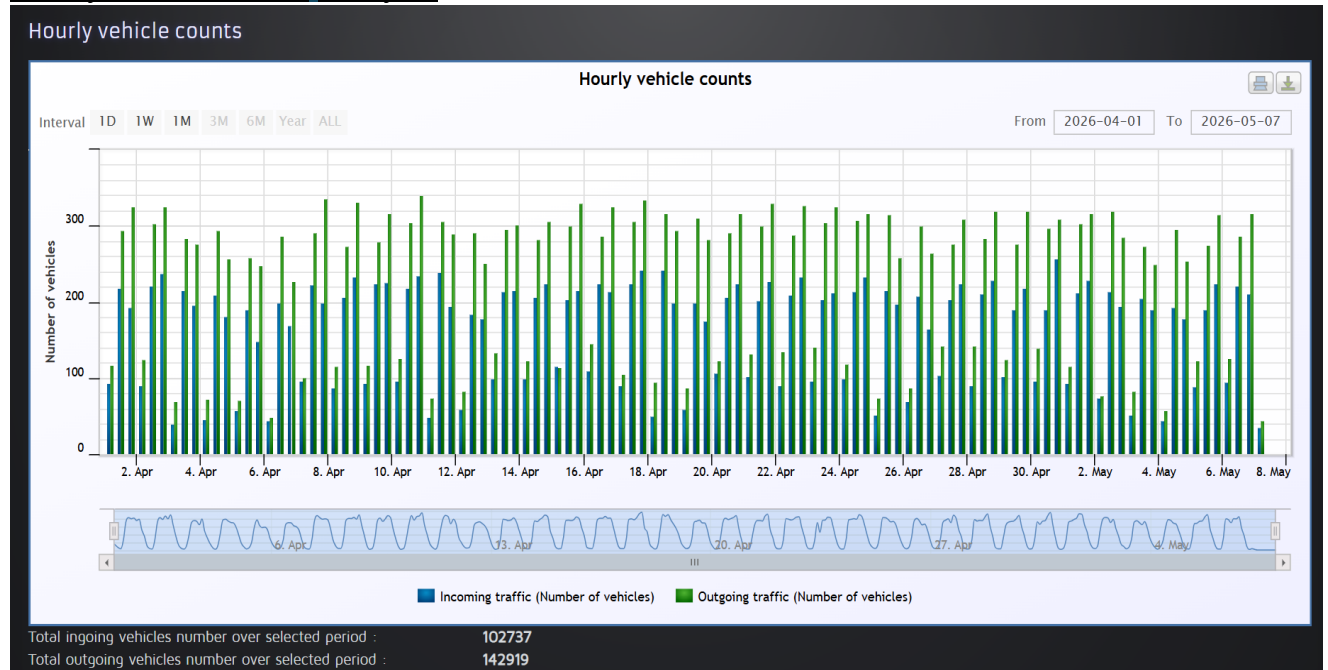 Hourly vehicle counts
Hourly vehicle counts
Interval 1D 1W 1M 3M 6M Year ALL From 2026-04-01 To 2026-05-07
Number of vehicles
300
200
100
0
2. Apr 4. Apr 6. Apr 8. Apr 10. Apr 12. Apr 14. Apr 16. Apr 18. Apr 20. Apr 22. Apr 24. Apr 26. Apr 28. Apr 30. Apr 2. May 4. May 6. May 8. May
6. Apr 13. Apr 20. Apr 27. Apr 4. May
Incoming traffic (Number of vehicles) Outgoing traffic (Number of vehicles)
Total ingoing vehicles number over selected period : 102737
Total outgoing vehicles number over selected period : 142919